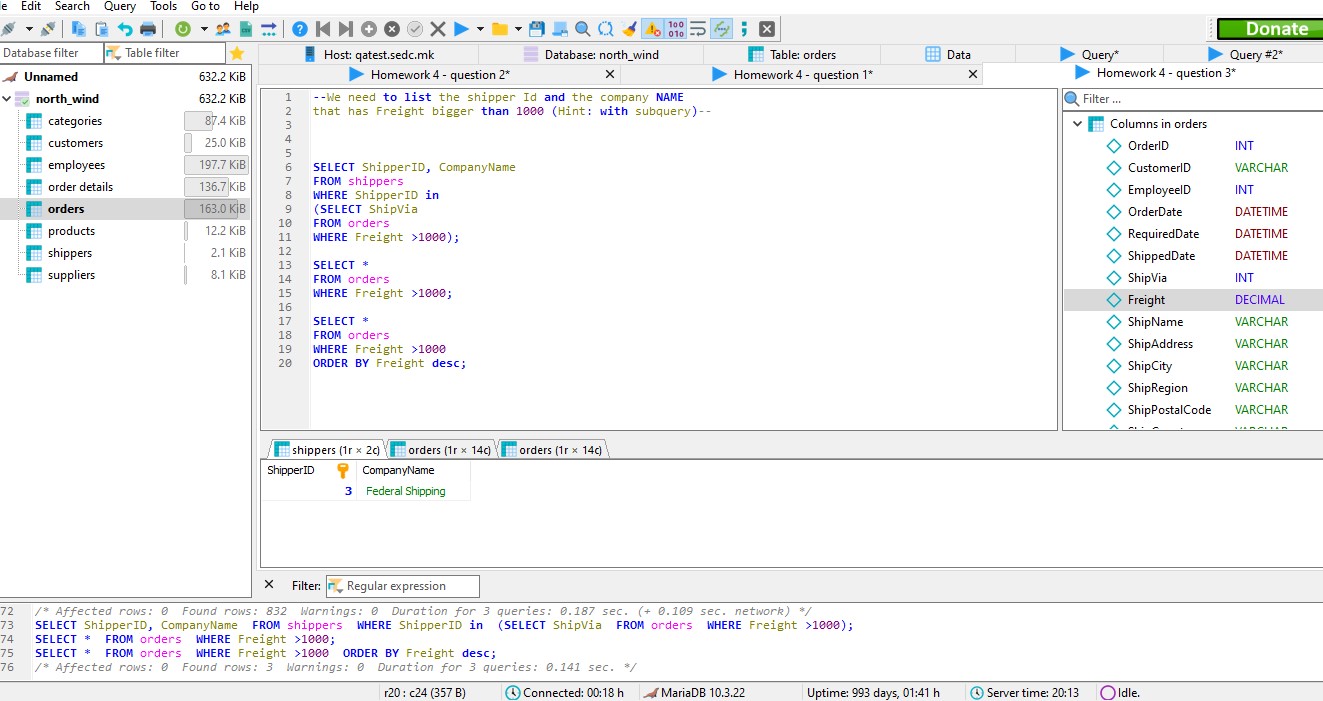 Edit Search Query Tools Go to Help
Donate
Database filter Table filter
Host: qatest.sedc.mk Database: north_wind Table: orders Data Query* Query #2*
Homework 4 - question 2* Homework 4 - question 1* Homework 4 - question 3*
Unnamed 632.2 KiB
north_wind 632.2 KiB
categories 87.4 KiB
customers 25.0 KiB
employees 197.7 KiB
order details 136.7 KiB
orders 163.0 KiB
products 12.2 KiB
shippers 2.1 KiB
suppliers 8.1 KiB
1 --We need to list the shipper Id and the company NAME
2 that has Freight bigger than 1000 (Hint: with subquery)--
3
4
5
6 SELECT ShipperID, CompanyName
7 FROM shippers
8 WHERE ShipperID in
9 (SELECT ShipVia
10 FROM orders
11 WHERE Freight >1000);
12
13 SELECT *
14 FROM orders
15 WHERE Freight >1000;
16
17 SELECT *
18 FROM orders
19 WHERE Freight >1000
20 ORDER BY Freight desc;
Filter ...
Columns in orders
OrderID INT
CustomerID VARCHAR
EmployeeID INT
OrderDate DATETIME
RequiredDate DATETIME
ShippedDate DATETIME
ShipVia INT
Freight DECIMAL
ShipName VARCHAR
ShipAddress VARCHAR
ShipCity VARCHAR
ShipRegion VARCHAR
ShipPostalCode VARCHAR
shippers (1r × 2c) orders (1r × 14c) orders (1r × 14c)
ShipperID CompanyName
3 Federal Shipping
Filter: Regular expression
72 /* Affected rows: 0 Found rows: 832 Warnings: 0 Duration for 3 queries: 0.187 sec. (+ 0.109 sec. network) */
73 SELECT ShipperID, CompanyName FROM shippers WHERE ShipperID in (SELECT ShipVia FROM orders WHERE Freight >1000);
74 SELECT * FROM orders WHERE Freight >1000;
75 SELECT * FROM orders WHERE Freight >1000 ORDER BY Freight desc;
76 /* Affected rows: 0 Found rows: 3 Warnings: 0 Duration for 3 queries: 0.141 sec. */
r20 : c24 (357 B) Connected: 00:18 h MariaDB 10.3.22 Uptime: 993 days, 01:41 h Server time: 20:13 Idle.